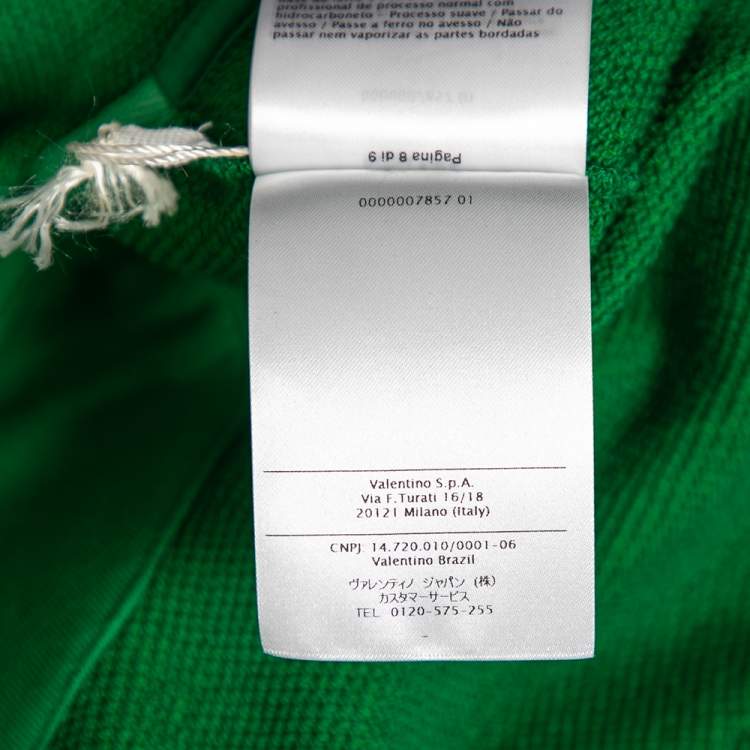 profissional de processo normal com
hidrocarboneto – Processo suave / Passar do
avesso / Passe a ferro no avesso / Não
passar nem vaporizar as partes bordadas
Pagina 8 di 9
0000007857 01
Valentino S.p.A.
Via F.Turati 16/18
20121 Milano (Italy)
CNPJ: 14.720.010/0001-06
Valentino Brazil
ヴァレンティノ ジャパン (株)
カスタマーサービス
TEL 0120-575-255